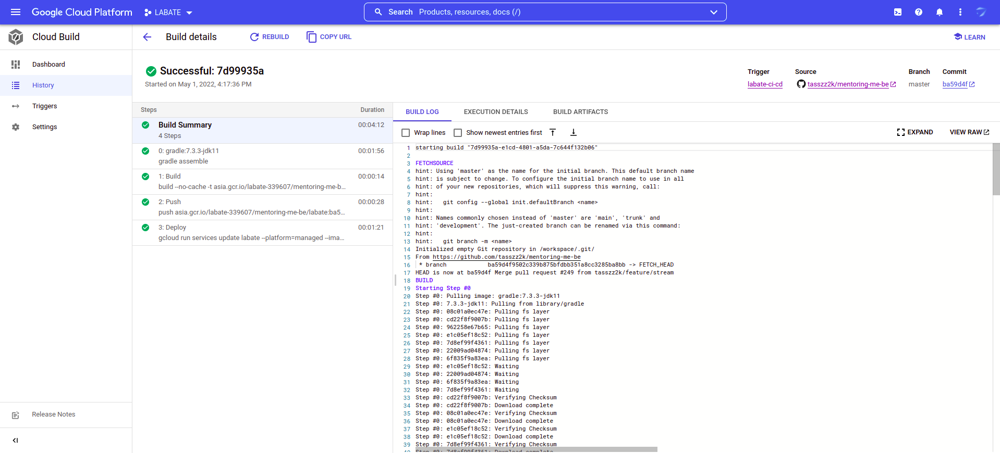 Google Cloud Platform
LABATE
Search Products, resources, docs (/)
Cloud Build
Build details
REBUILD
COPY URL
LEARN
Dashboard
History
Triggers
Settings
Release Notes
Successful: 7d99935a
Started on May 1, 2022, 4:17:36 PM
Trigger
labate-ci-cd
Source
tasszz2k/mentoring-me-be
Branch
master
Commit
ba59d4f
Steps Duration
Build Summary 00:04:12
4 Steps
0: gradle:7.3.3-jdk11 00:01:56
gradle assemble
1: Build 00:00:14
build --no-cache -t asia.gcr.io/labate-339607/mentoring-me-b...
2: Push 00:00:28
push asia.gcr.io/labate-339607/mentoring-me-be/labate:ba5...
3: Deploy 00:01:21
gcloud run services update labate --platform=managed --ima...
BUILD LOG EXECUTION DETAILS BUILD ARTIFACTS
Wrap lines Show newest entries first EXPAND VIEW RAW
1 starting build "7d99935a-e1cd-4801-a5da-7c644f132b06"
2
3 FETCHSOURCE
4 hint: Using 'master' as the name for the initial branch. This default branch name
5 hint: is subject to change. To configure the initial branch name to use in all
6 hint: of your new repositories, which will suppress this warning, call:
7 hint:
8 hint:   git config --global init.defaultBranch <name>
9 hint:
10 hint: Names commonly chosen instead of 'master' are 'main', 'trunk' and
11 hint: 'development'. The just-created branch can be renamed via this command:
12 hint:
13 hint:   git branch -m <name>
14 Initialized empty Git repository in /workspace/.git/
15 From https://github.com/tasszz2k/mentoring-me-be
16  * branch            ba59d4f9502c339b875bfdbb351a8cc3285ba8bb -> FETCH_HEAD
17 HEAD is now at ba59d4f Merge pull request #249 from tasszz2k/feature/stream
18 BUILD
19 Starting Step #0
20 Step #0: Pulling image: gradle:7.3.3-jdk11
21 Step #0: 7.3.3-jdk11: Pulling from library/gradle
22 Step #0: 08c01a0ec47e: Pulling fs layer
23 Step #0: cd22f8f9007b: Pulling fs layer
24 Step #0: 962258e67b65: Pulling fs layer
25 Step #0: e1c05ef18c52: Pulling fs layer
26 Step #0: 7d8ef99f4361: Pulling fs layer
27 Step #0: 22009ad04874: Pulling fs layer
28 Step #0: 6f835f9a83ea: Pulling fs layer
29 Step #0: e1c05ef18c52: Waiting
30 Step #0: 22009ad04874: Waiting
31 Step #0: 6f835f9a83ea: Waiting
32 Step #0: 7d8ef99f4361: Waiting
33 Step #0: cd22f8f9007b: Verifying Checksum
34 Step #0: cd22f8f9007b: Download complete
35 Step #0: 08c01a0ec47e: Verifying Checksum
36 Step #0: 08c01a0ec47e: Download complete
37 Step #0: e1c05ef18c52: Verifying Checksum
38 Step #0: e1c05ef18c52: Download complete
39 Step #0: 7d8ef99f4361: Verifying Checksum
40 Step #0: 7d8ef99f4361: Download complete